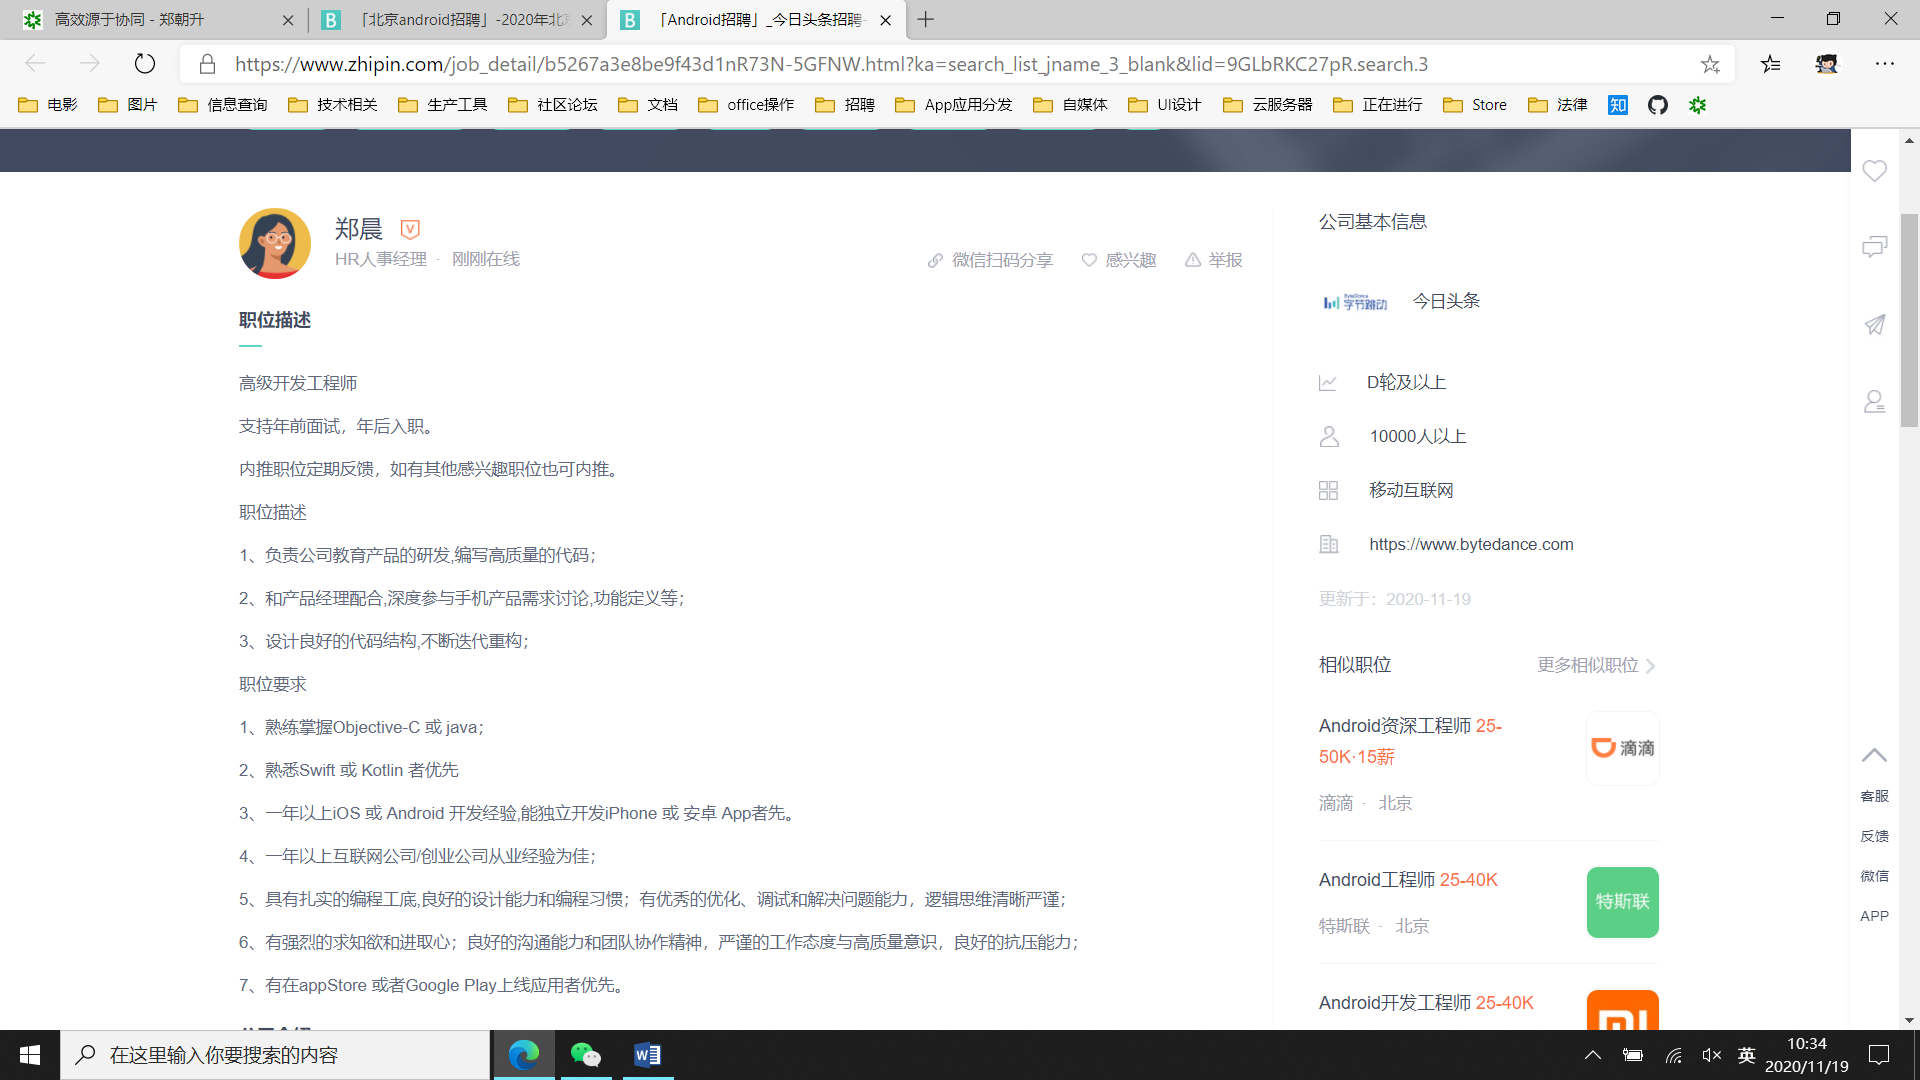 高效源于协同 - 郑朝升
「北京android招聘」-2020年北京
「Android招聘」_今日头条招聘-
https://www.zhipin.com/job_detail/b5267a3e8be9f43d1nR73N-5GFNW.html?ka=search_list_jname_3_blank&lid=9GLbRKC27pR.search.3
电影 图片 信息查询 技术相关 生产工具 社区论坛 文档 office操作 招聘 App应用分发 自媒体 UI设计 云服务器 正在进行 Store 法律 知
郑晨
HR人事经理 · 刚刚在线
微信扫码分享 感兴趣 举报
职位描述
高级开发工程师
支持年前面试，年后入职。
内推职位定期反馈，如有其他感兴趣职位也可内推。
职位描述
1、负责公司教育产品的研发,编写高质量的代码；
2、和产品经理配合,深度参与手机产品需求讨论,功能定义等；
3、设计良好的代码结构,不断迭代重构；
职位要求
1、熟练掌握Objective-C 或 java；
2、熟悉Swift 或 Kotlin 者优先
3、一年以上iOS 或 Android 开发经验,能独立开发iPhone 或 安卓 App者先。
4、一年以上互联网公司/创业公司从业经验为佳；
5、具有扎实的编程工底,良好的设计能力和编程习惯；有优秀的优化、调试和解决问题能力，逻辑思维清晰严谨；
6、有强烈的求知欲和进取心；良好的沟通能力和团队协作精神，严谨的工作态度与高质量意识，良好的抗压能力；
7、有在appStore 或者Google Play上线应用者优先。
公司基本信息
ByteDance
字节跳动
今日头条
D轮及以上
10000人以上
移动互联网
https://www.bytedance.com
更新于：2020-11-19
相似职位 更多相似职位
Android资深工程师 25-
50K·15薪
滴滴 · 北京
滴滴
Android工程师 25-40K
特斯联 · 北京
特斯联
Android开发工程师 25-40K
客服
反馈
微信
APP
在这里输入你要搜索的内容
英
10:34
2020/11/19